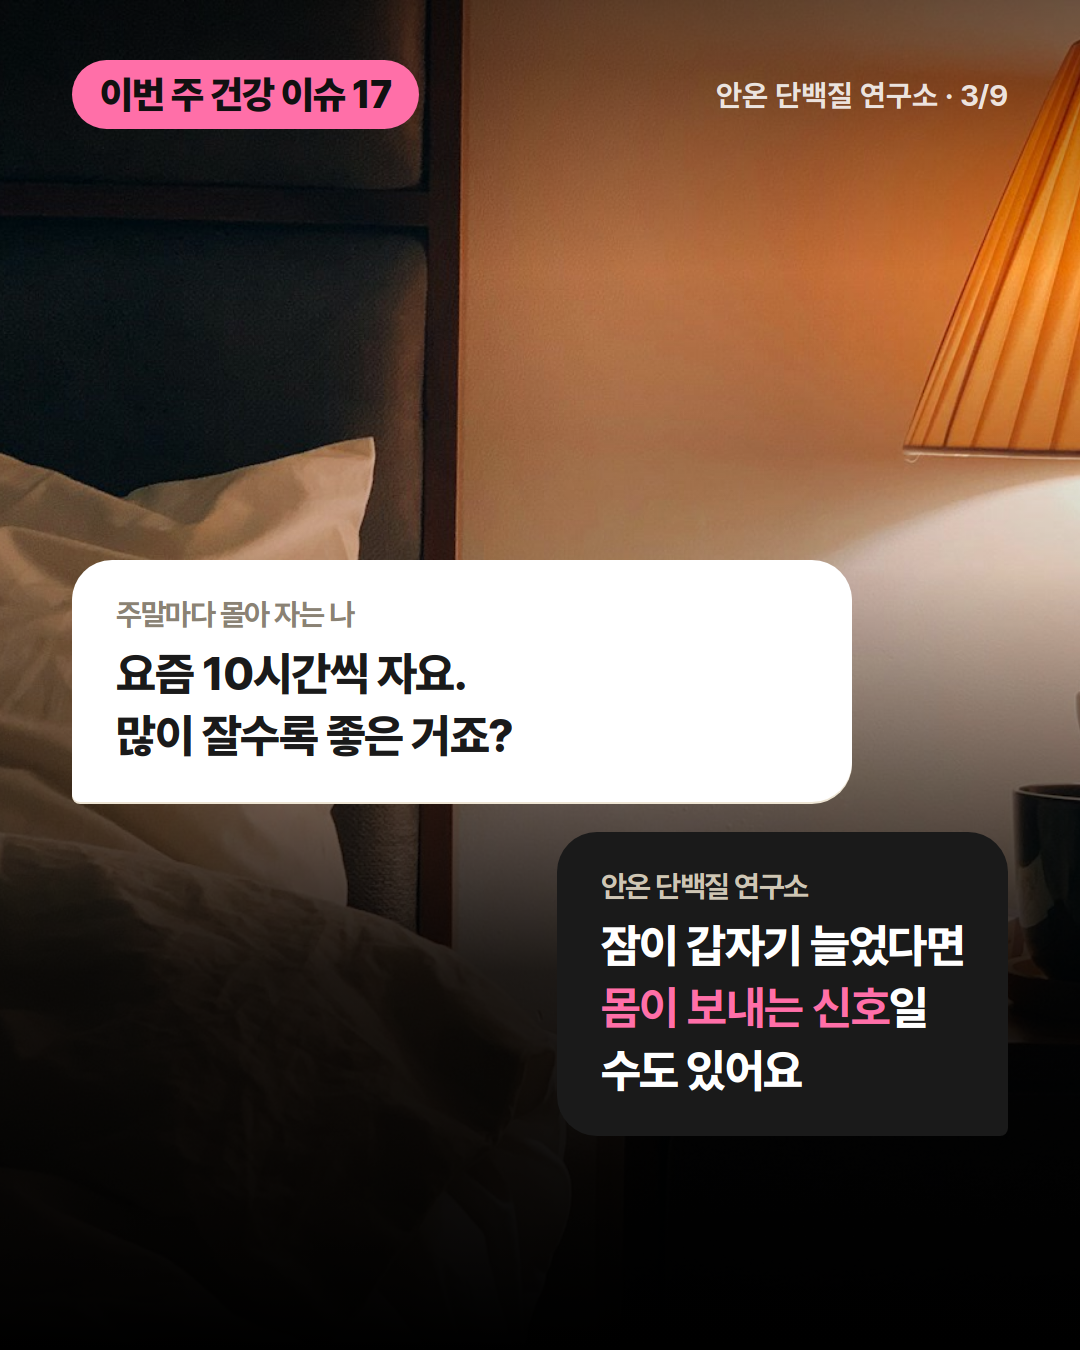 이번 주 건강 이슈 17
안온 단백질 연구소 · 3/9
주말마다 몰아 자는 나
요즘 10시간씩 자요.
많이 잘수록 좋은 거죠?
안온 단백질 연구소
잠이 갑자기 늘었다면
몸이 보내는 신호일
수도 있어요